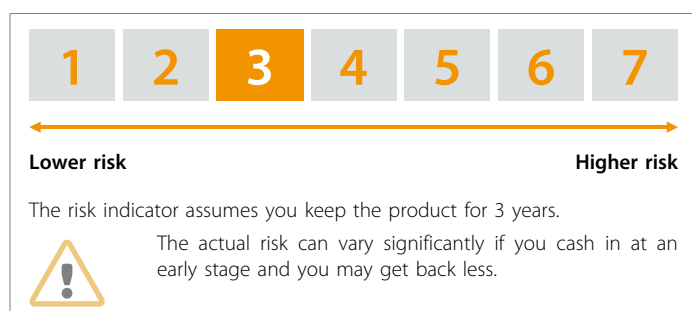 1 2 3 4 5 6 7
Lower risk Higher risk
The risk indicator assumes you keep the product for 3 years.
The actual risk can vary significantly if you cash in at an
early stage and you may get back less.